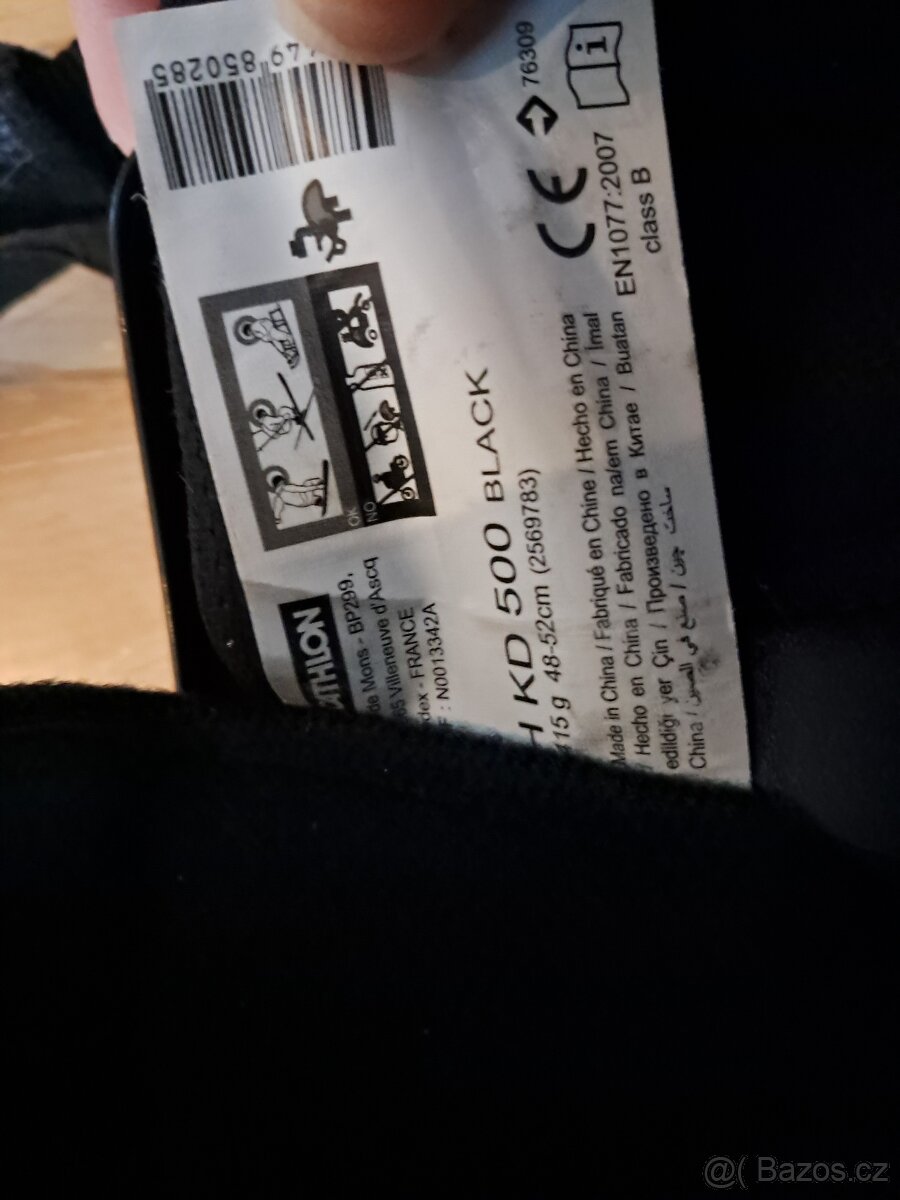 49 850285
76309
EN1077:2007
class B
OK
NO
de Mons - BP299,
Villeneuve d'Ascq
- FRANCE
: N0013342A
H KD 500 BLACK
415 g 48-52cm (2569783)
Made in China / Fabriqué en Chine / Hecho en China
Hecho en China / Fabricado na/em China / İmal
edildiği yer Çin / Произведено в Китае / Buatan
China / صنع في الصين / ساخت چین
@( Bazos.cz